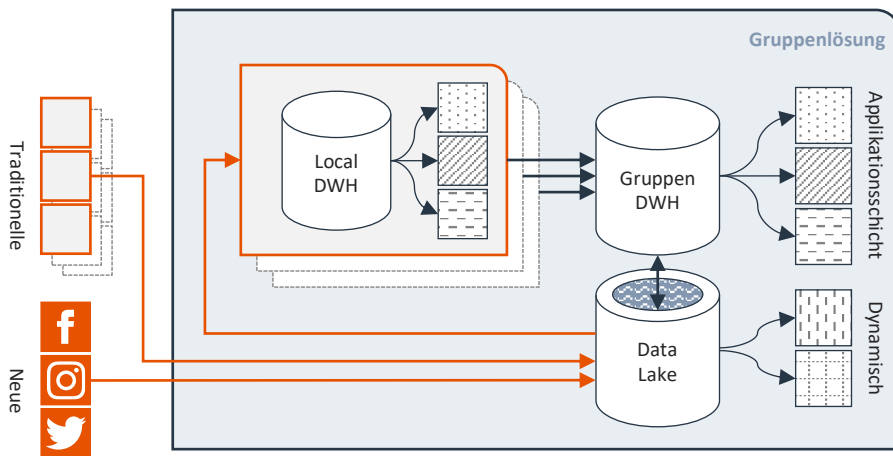 Gruppenlösung
Traditionelle
Local
DWH
Gruppen
DWH
Applikationsschicht
Neue
Data
Lake
Dynamisch